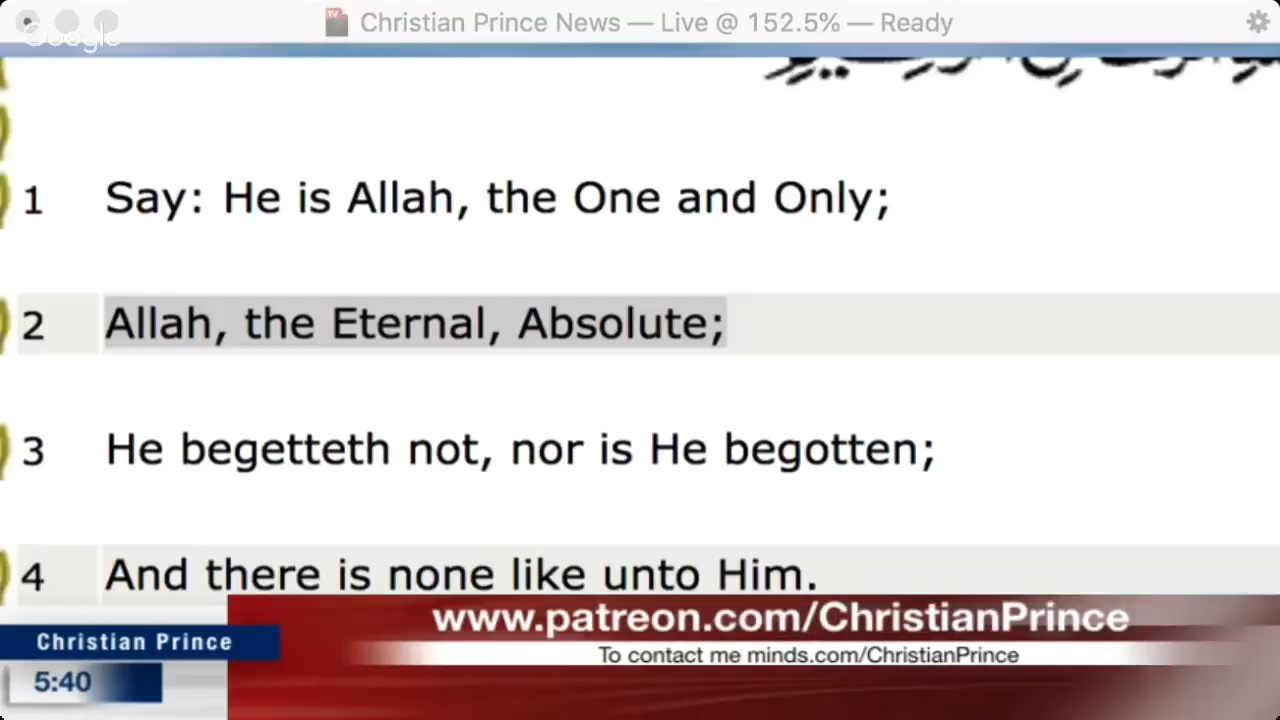 Christian Prince News — Live @ 152.5% — Ready
Google
1 Say: He is Allah, the One and Only;
2 Allah, the Eternal, Absolute;
3 He begetteth not, nor is He begotten;
4 And there is none like unto Him.
www.patreon.com/ChristianPrince
Christian Prince
To contact me minds.com/ChristianPrince
5:40